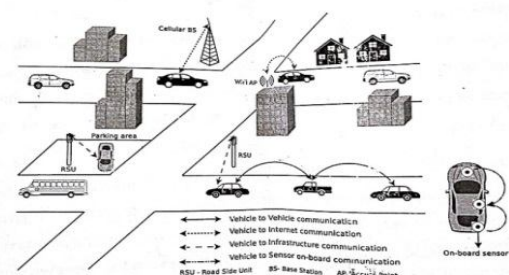 Cellular BS
WiFi AP
Parking area
RSU
RSU
Vehicle to Vehicle communication
Vehicle to Internet communication
Vehicle to Infrastructure communication
Vehicle to Sensor on-board communication
On-board sensor
RSU - Road Side Unit BS- Base Station AP-